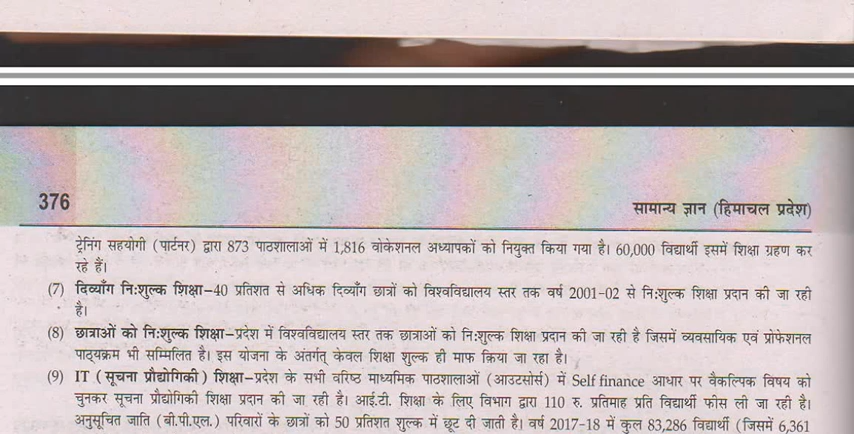 376
सामान्य ज्ञान (हिमाचल प्रदेश)
ट्रेनिंग सहयोगी (पार्टनर) द्वारा 873 पाठशालाओं में 1,816 वोकेशनल अध्यापकों को नियुक्त किया गया है। 60,000 विद्यार्थी इसमें शिक्षा ग्रहण कर
रहे हैं।
(7) दिव्याँग नि:शुल्क शिक्षा–40 प्रतिशत से अधिक दिव्याँग छात्रों को विश्वविद्यालय स्तर तक वर्ष 2001-02 से नि:शुल्क शिक्षा प्रदान की जा रही
है।
(8) छात्राओं को नि:शुल्क शिक्षा–प्रदेश में विश्वविद्यालय स्तर तक छात्राओं को नि:शुल्क शिक्षा प्रदान की जा रही है जिसमें व्यवसायिक एवं प्रोफेशनल
पाठ्यक्रम भी सम्मिलित है। इस योजना के अंतर्गत् केवल शिक्षा शुल्क ही माफ किया जा रहा है।
(9) IT (सूचना प्रौद्योगिकी) शिक्षा–प्रदेश के सभी वरिष्ठ माध्यमिक पाठशालाओं (आउटसोर्स) में Self finance आधार पर वैकल्पिक विषय को
चुनकर सूचना प्रौद्योगिकी शिक्षा प्रदान की जा रही है। आई.टी. शिक्षा के लिए विभाग द्वारा 110 रु. प्रतिमाह प्रति विद्यार्थी फीस ली जा रही है।
अनुसूचित जाति (बी.पी.एल.) परिवारों के छात्रों को 50 प्रतिशत शुल्क में छूट दी जाती है। वर्ष 2017-18 में कुल 83,286 विद्यार्थी (जिसमें 6,361